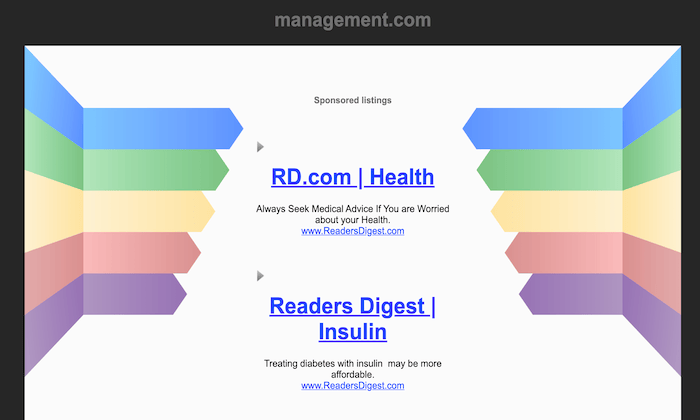 management.com
Sponsored listings
RD.com | Health
Always Seek Medical Advice If You are Worried
about your Health.
www.ReadersDigest.com
Readers Digest |
Insulin
Treating diabetes with insulin  may be more
affordable.
www.ReadersDigest.com